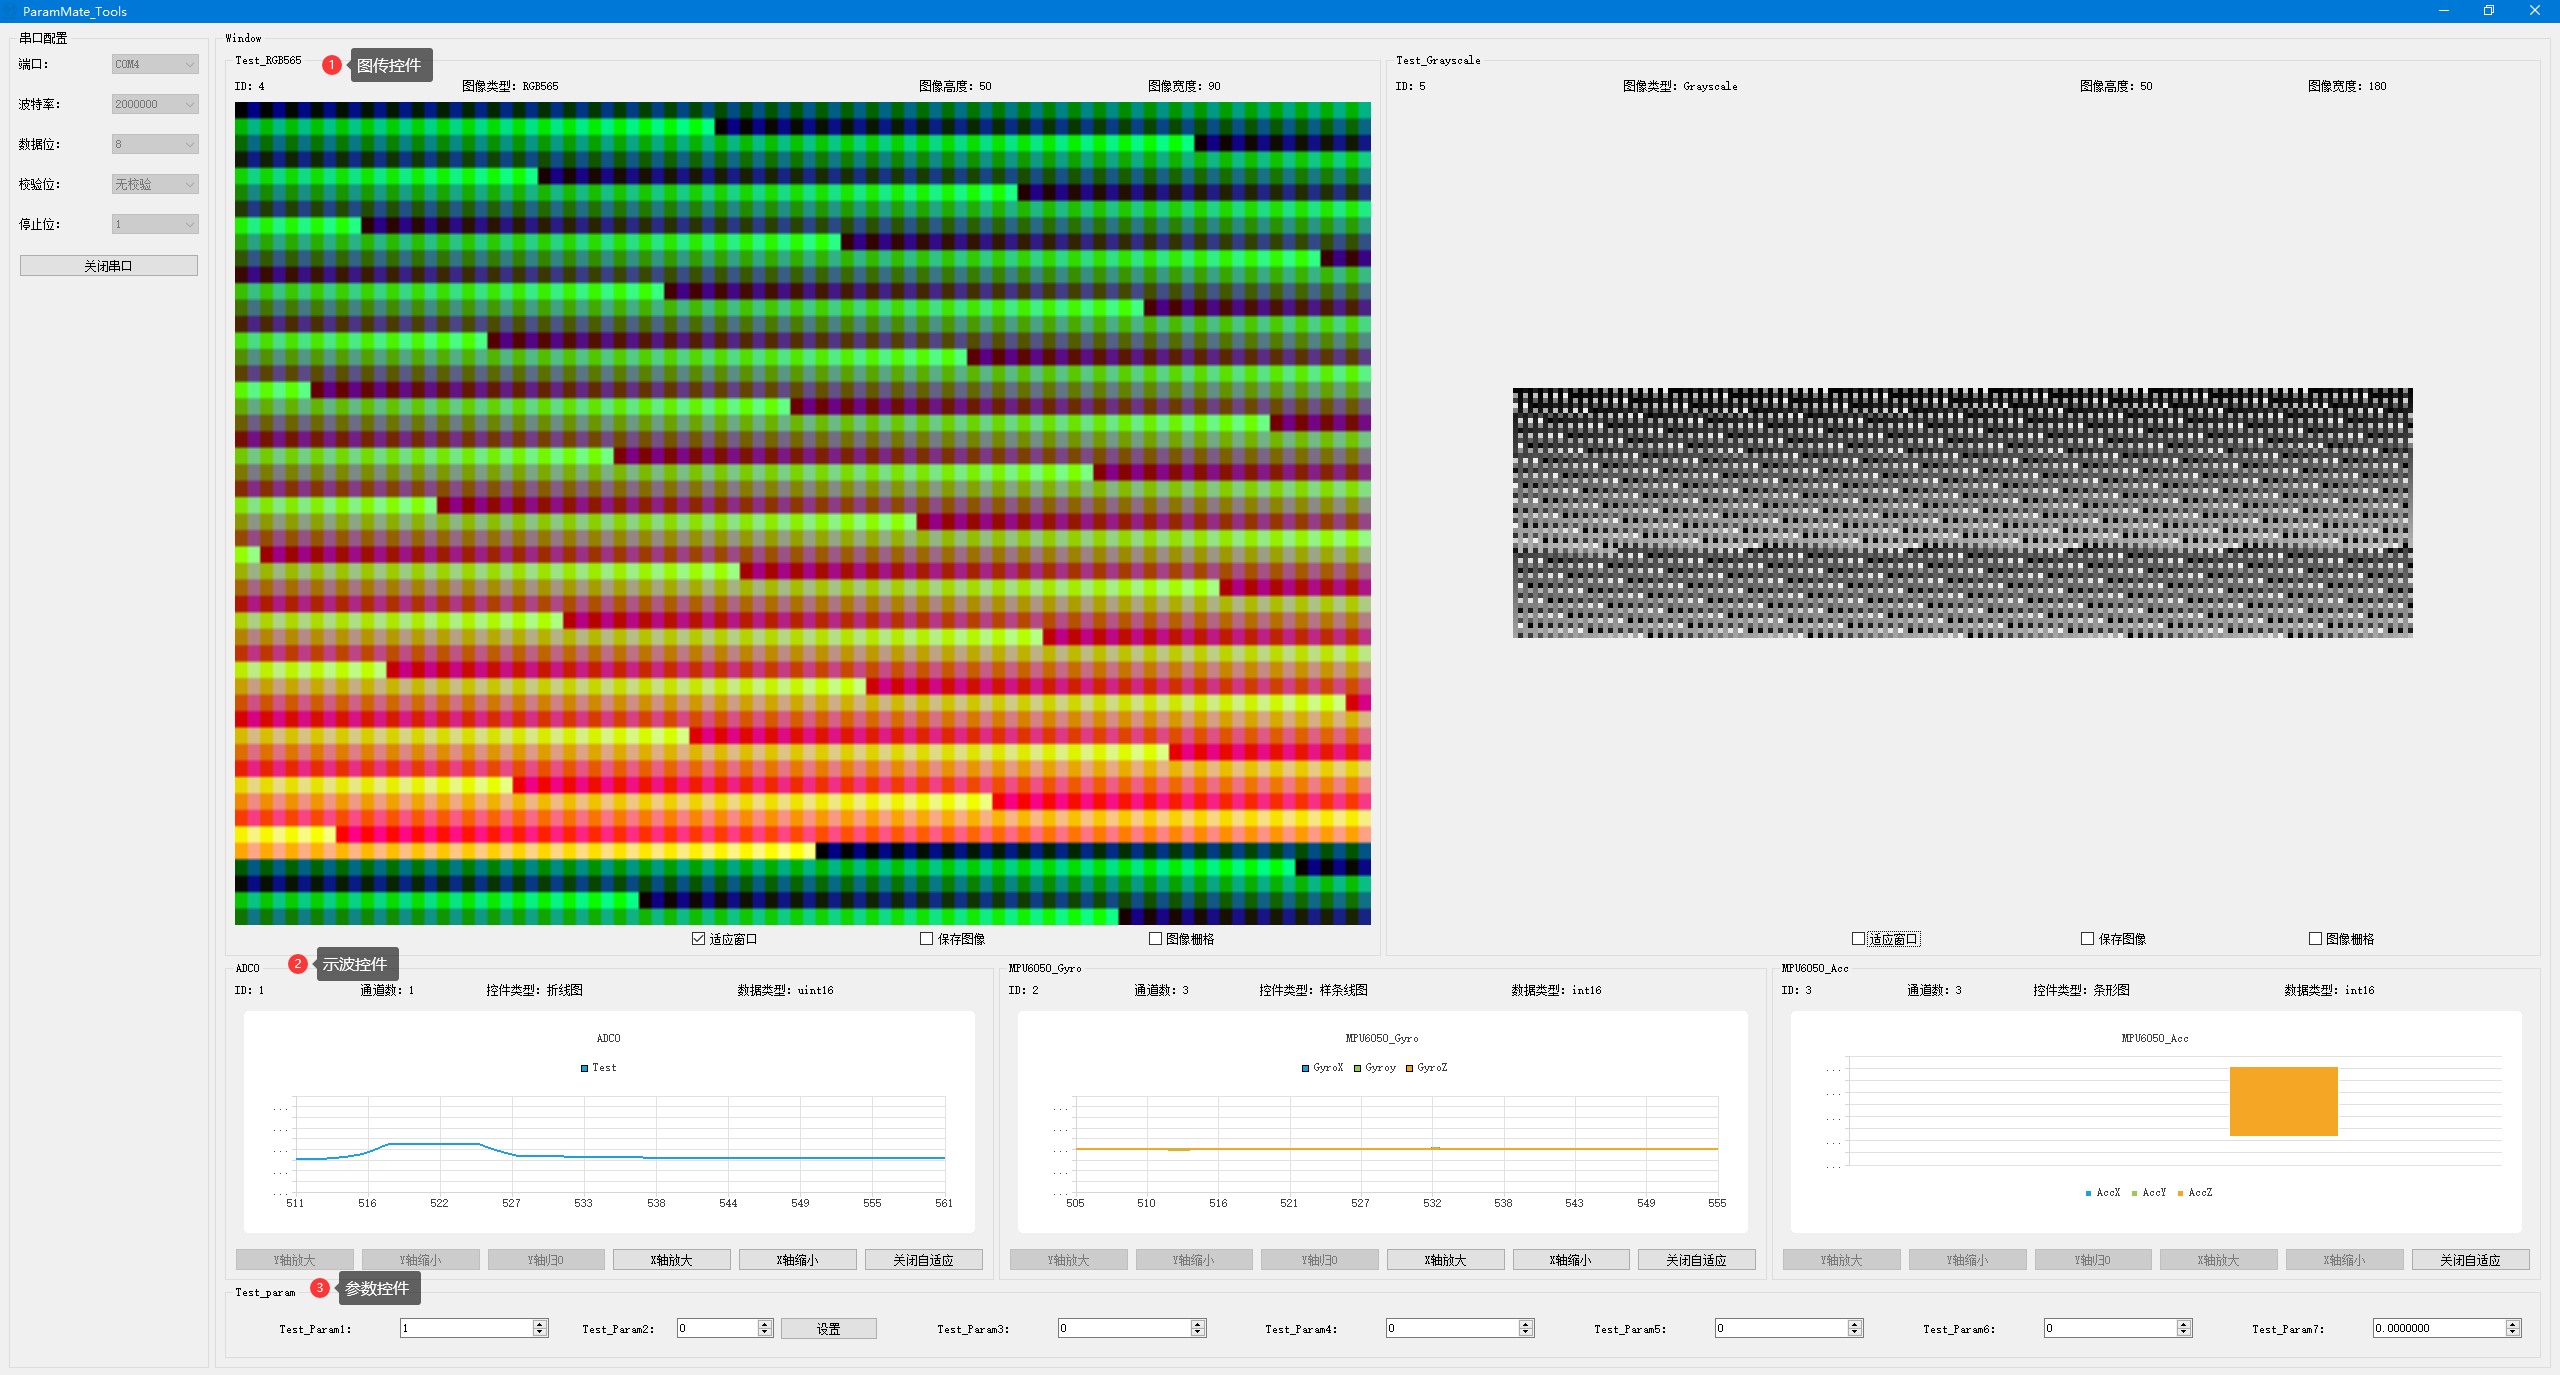 ParamMate_Tools
串口配置
端口:
COM4
波特率:
2000000
数据位:
8
校验位:
无校验
停止位:
1
关闭串口
Window
Test_RGB565
1 图传控件
ID: 4 图像类型: RGB565 图像高度: 50 图像宽度: 90
适应窗口 保存图像 图像栅格
Test_Grayscale
ID: 5 图像类型: Grayscale 图像高度: 50 图像宽度: 180
适应窗口 保存图像 图像栅格
ADC0
2 示波控件
ID: 1 通道数: 1 控件类型: 折线图 数据类型: uint16
ADC0
Test
...
...
...
...
...
511 516 522 527 533 538 544 549 555 561
Y轴放大 Y轴缩小 Y轴归0 X轴放大 X轴缩小 关闭自适应
MPU6050_Gyro
ID: 2 通道数: 3 控件类型: 样条线图 数据类型: int16
MPU6050_Gyro
GyroX Gyroy GyroZ
...
...
...
...
...
505 510 516 521 527 532 538 543 549 555
Y轴放大 Y轴缩小 Y轴归0 X轴放大 X轴缩小 关闭自适应
MPU6050_Acc
ID: 3 通道数: 3 控件类型: 条形图 数据类型: int16
MPU6050_Acc
...
...
...
...
...
AccX AccY AccZ
Y轴放大 Y轴缩小 Y轴归0 X轴放大 X轴缩小 关闭自适应
Test_param
3 参数控件
Test_Param1: 1 Test_Param2: 0 设置 Test_Param3: 0 Test_Param4: 0 Test_Param5: 0 Test_Param6: 0 Test_Param7: 0.0000000